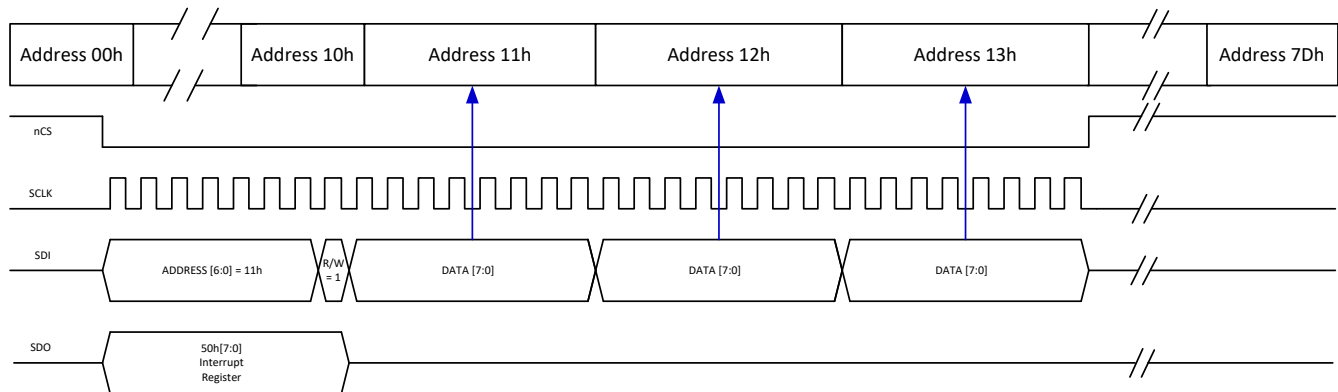 Address 00h
Address 10h
Address 11h
Address 12h
Address 13h
Address 7Dh
nCS
SCLK
SDI
ADDRESS [6:0] = 11h
R/W
= 1
DATA [7:0]
DATA [7:0]
DATA [7:0]
SDO
50h[7:0]
Interrupt
Register